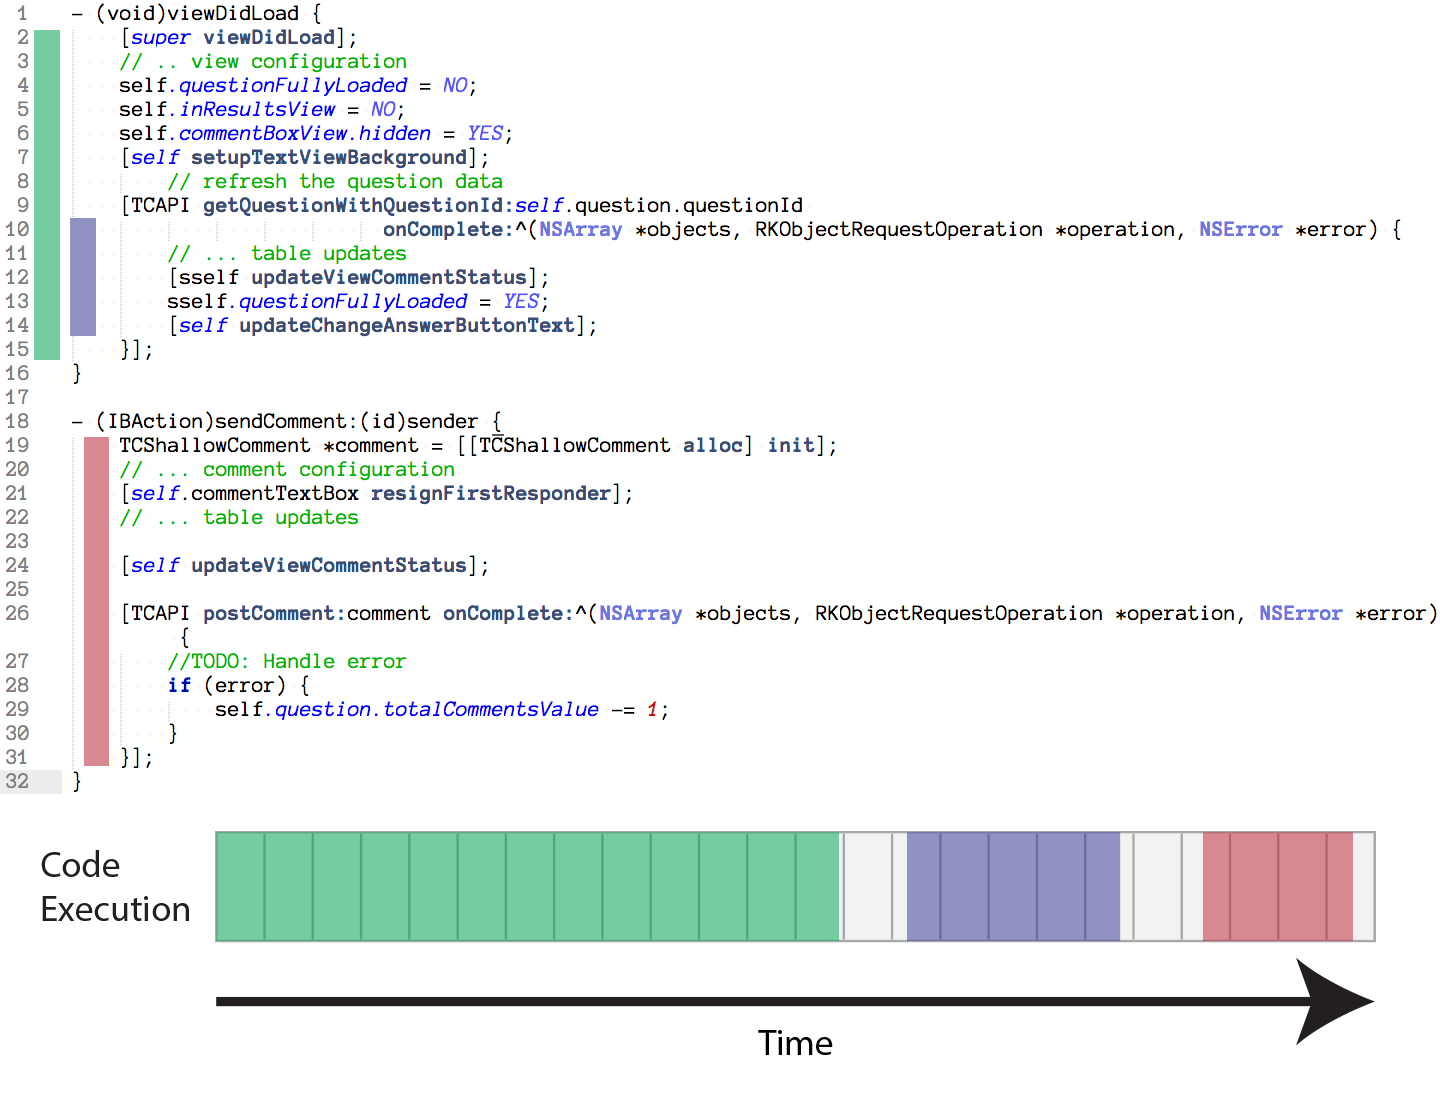 1 - (void)viewDidLoad {
2 [super viewDidLoad];
3 // .. view configuration
4 self.questionFullyLoaded = NO;
5 self.inResultsView = NO;
6 self.commentBoxView.hidden = YES;
7 [self setupTextViewBackground];
8 // refresh the question data
9 [TCAPI getQuestionWithQuestionId:self.question.questionId
10 onComplete:^(NSArray *objects, RKObjectRequestOperation *operation, NSError *error) {
11 // ... table updates
12 [sself updateViewCommentStatus];
13 sself.questionFullyLoaded = YES;
14 [self updateChangeAnswerButtonText];
15 }];
16 }
17
18 - (IBAction)sendComment:(id)sender {
19 TCShallowComment *comment = [[TCShallowComment alloc] init];
20 // ... comment configuration
21 [self.commentTextBox resignFirstResponder];
22 // ... table updates
23
24 [self updateViewCommentStatus];
25
26 [TCAPI postComment:comment onComplete:^(NSArray *objects, RKObjectRequestOperation *operation, NSError *error)
{
27 //TODO: Handle error
28 if (error) {
29 self.question.totalCommentsValue -= 1;
30 }
31 }];
32 }
Code
Execution
Time